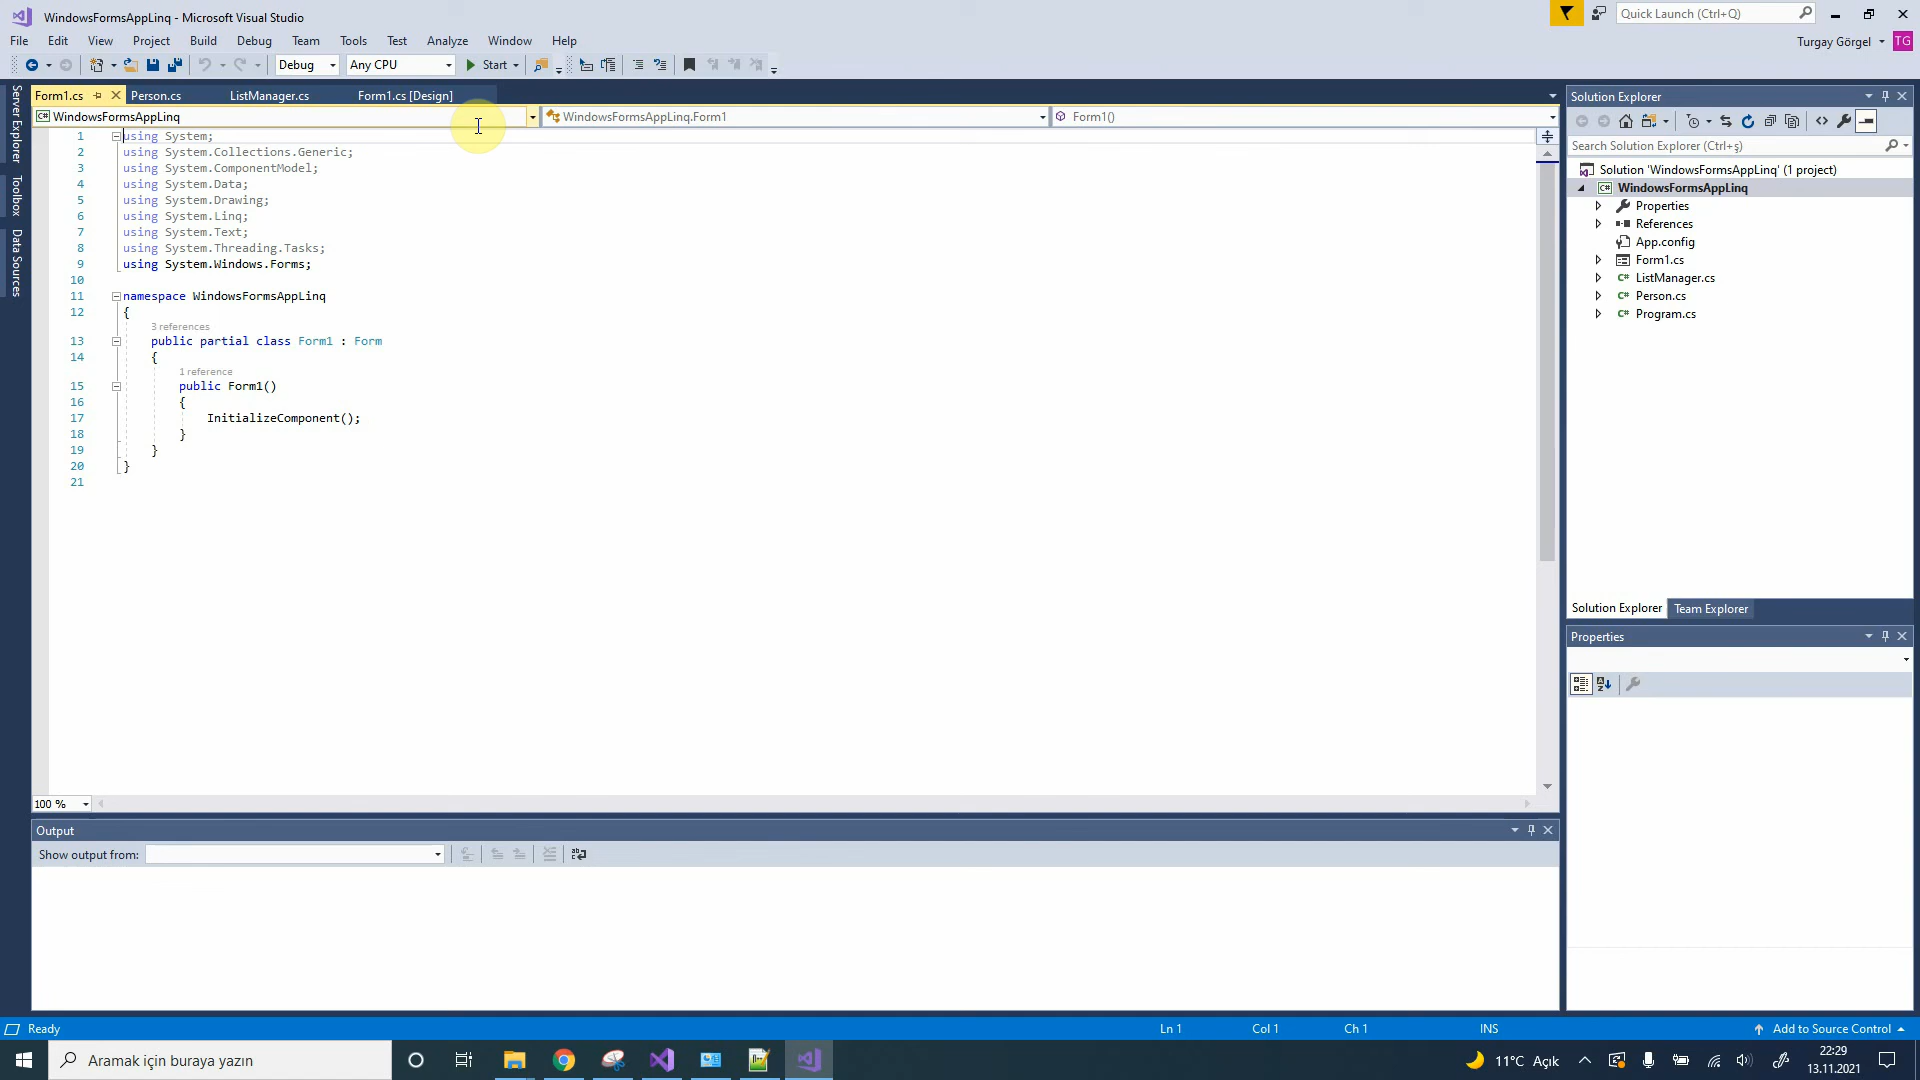 WindowsFormsAppLinq - Microsoft Visual Studio
Quick Launch (Ctrl+Q)
File Edit View Project Build Debug Team Tools Test Analyze Window Help
Turgay Görgel TG
Debug Any CPU Start
Server Explorer
Toolbox
Data Sources
Form1.cs Person.cs ListManager.cs Form1.cs [Design]
WindowsFormsAppLinq WindowsFormsAppLinq.Form1 Form1()
1 using System;
2 using System.Collections.Generic;
3 using System.ComponentModel;
4 using System.Data;
5 using System.Drawing;
6 using System.Linq;
7 using System.Text;
8 using System.Threading.Tasks;
9 using System.Windows.Forms;
10
11 namespace WindowsFormsAppLinq
12 {
3 references
13 public partial class Form1 : Form
14 {
1 reference
15 public Form1()
16 {
17 InitializeComponent();
18 }
19 }
20 }
21
100 %
Output
Show output from:
Solution Explorer
Search Solution Explorer (Ctrl+ş)
Solution 'WindowsFormsAppLinq' (1 project)
C# WindowsFormsAppLinq
Properties
References
App.config
Form1.cs
C# ListManager.cs
C# Person.cs
C# Program.cs
Solution Explorer Team Explorer
Properties
Ready Ln 1 Col 1 Ch 1 INS Add to Source Control
Aramak için buraya yazın
11°C Açık
22:29
13.11.2021